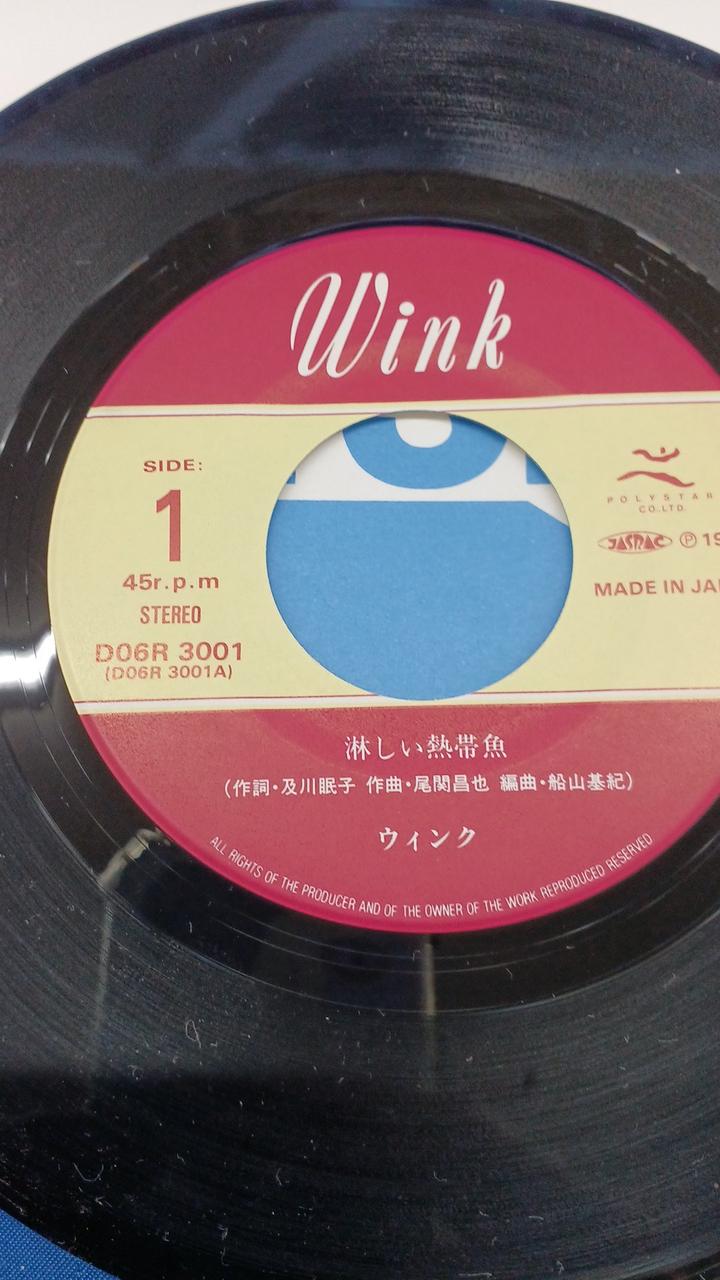 Wink
SIDE:
1
45r.p.m
STEREO
D06R 3001
(D06R 3001A)
POLYSTAR
CO.LTD.
JASRAC Ⓟ
MADE IN
淋しい熱帯魚
(作詞・及川眠子 作曲・尾関昌也 編曲・船山基紀)
ウィンク
ALL RIGHTS OF THE PRODUCER AND OF THE OWNER OF THE WORK REPRODUCED RESERVED